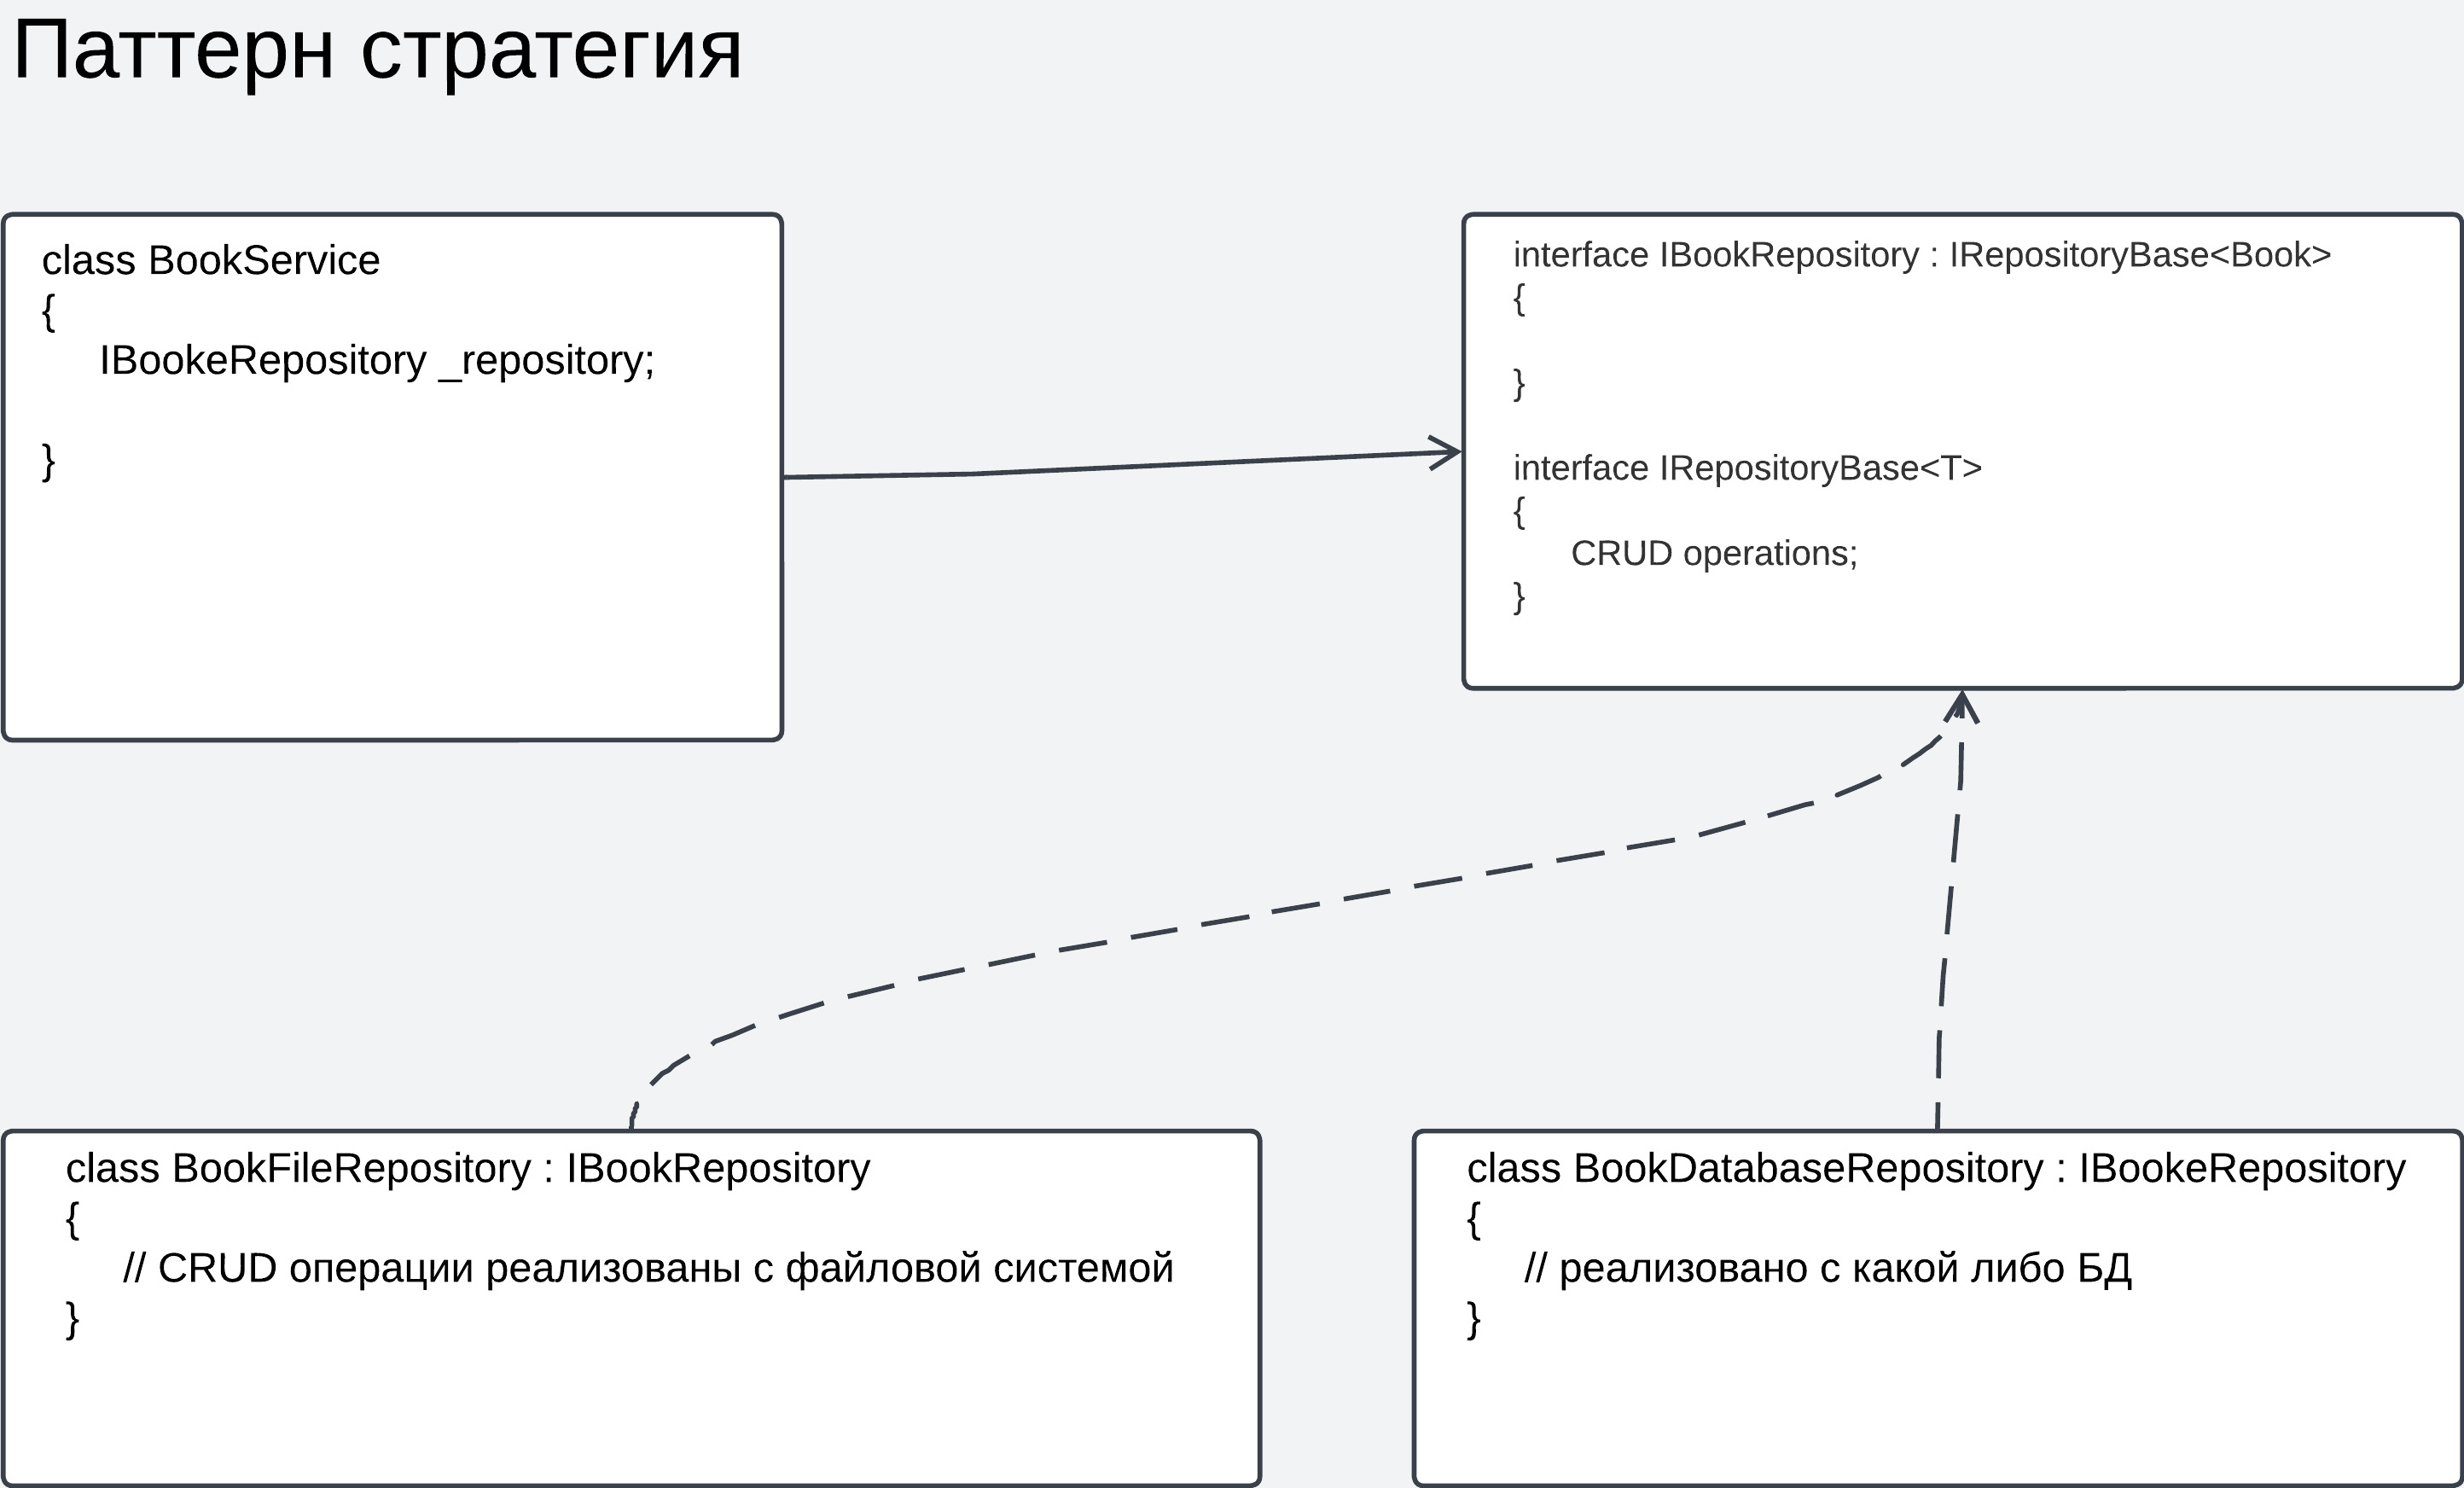 Паттерн стратегия
class BookService
{
IBookeRepository _repository;
}
interface IBookRepository : IRepositoryBase<Book>
{
}
interface IRepositoryBase<T>
{
CRUD operations;
}
class BookFileRepository : IBookRepository
{
// CRUD операции реализованы с файловой системой
}
class BookDatabaseRepository : IBookeRepository
{
// реализовано с какой либо БД
}